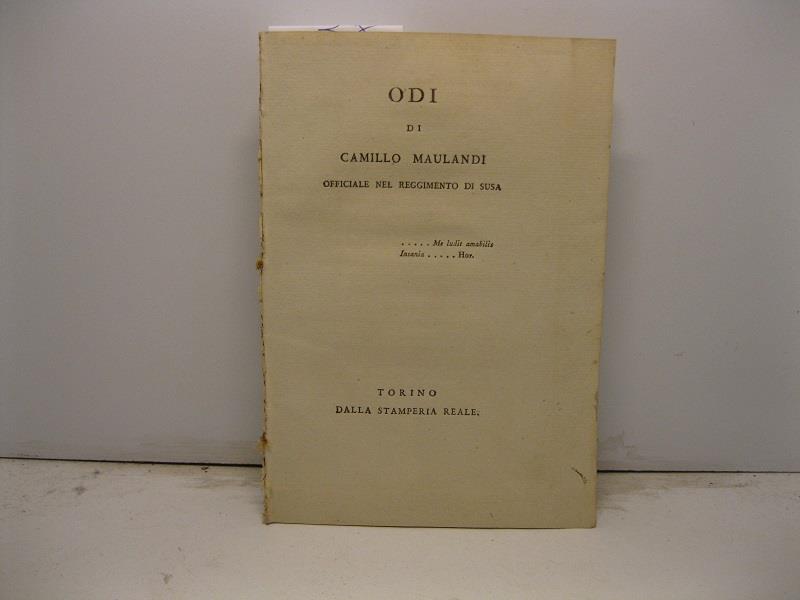 ODI
DI
CAMILLO MAULANDI
OFFICIALE NEL REGGIMENTO DI SUSA
. . . . . Me ludit amabilis
Insania . . . . . Hor.
TORINO
DALLA STAMPERIA REALE.